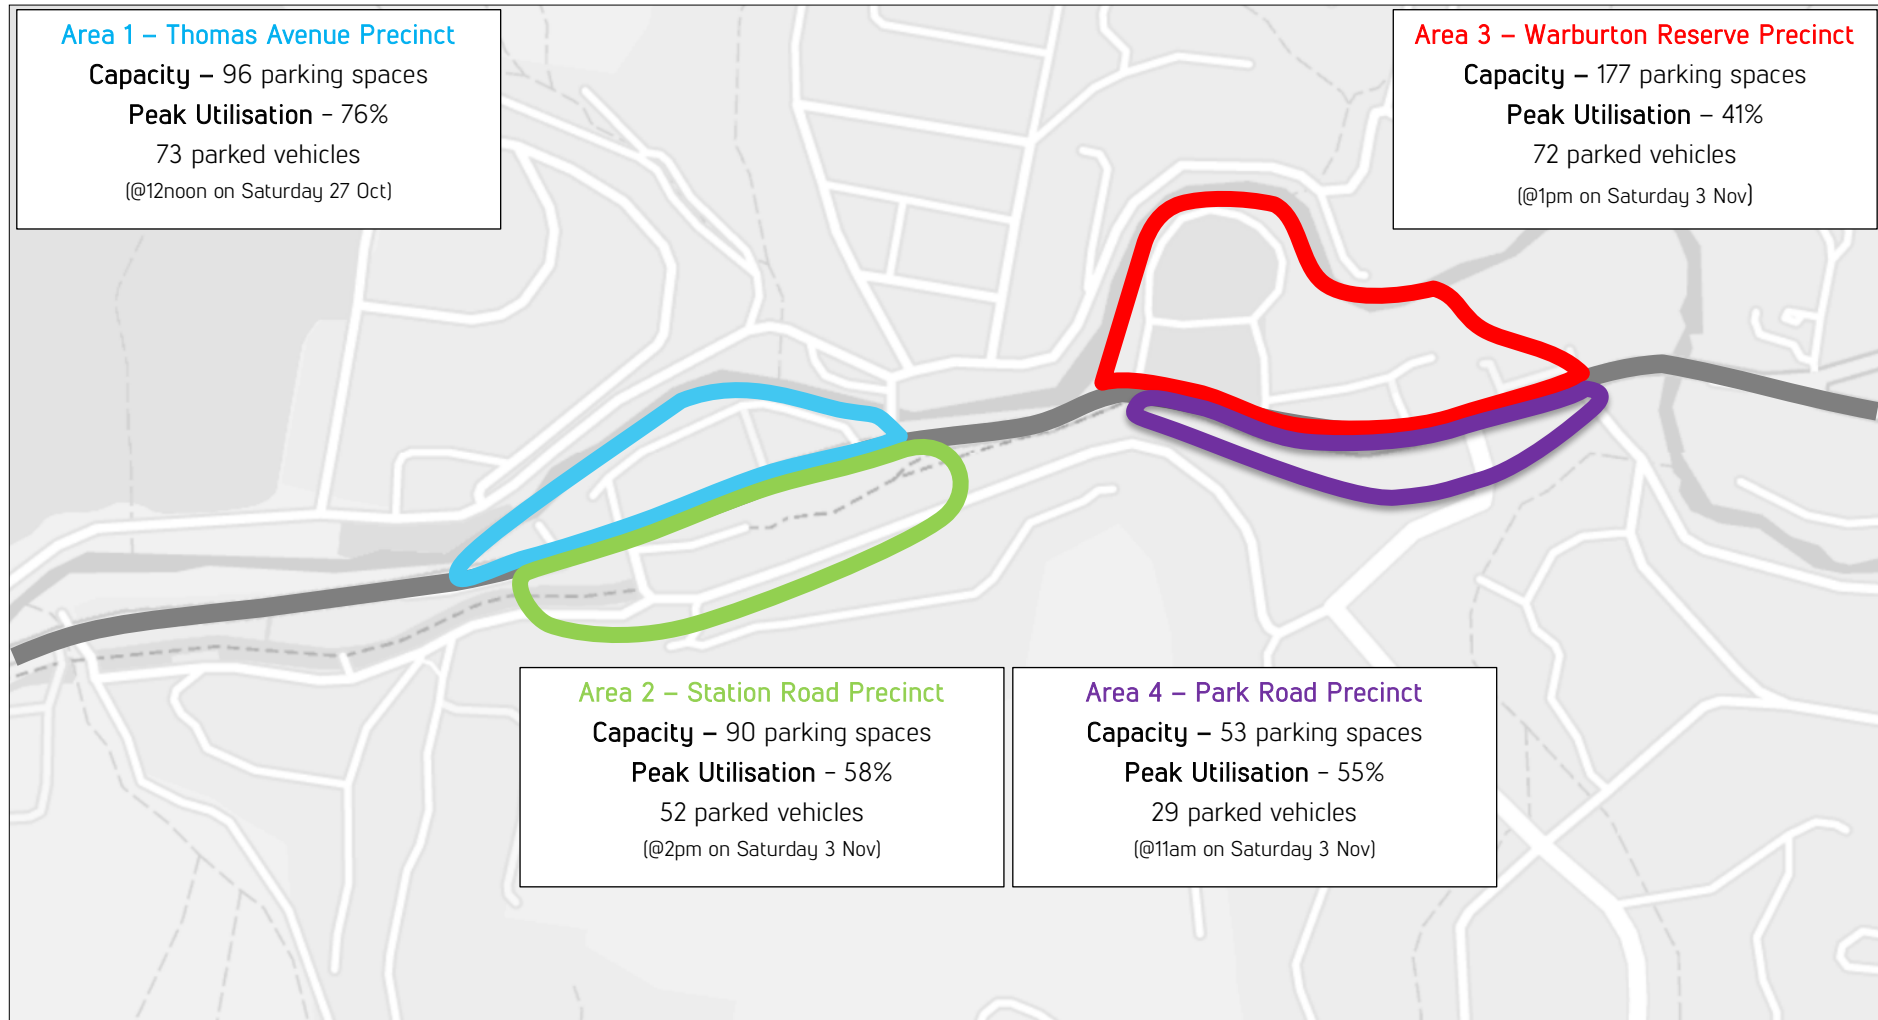 Area 1 – Thomas Avenue Precinct
Capacity – 96 parking spaces
Peak Utilisation - 76%
73 parked vehicles
(@12noon on Saturday 27 Oct)
Area 3 – Warburton Reserve Precinct
Capacity – 177 parking spaces
Peak Utilisation – 41%
72 parked vehicles
(@1pm on Saturday 3 Nov)
Area 2 – Station Road Precinct
Capacity – 90 parking spaces
Peak Utilisation - 58%
52 parked vehicles
(@2pm on Saturday 3 Nov)
Area 4 – Park Road Precinct
Capacity – 53 parking spaces
Peak Utilisation - 55%
29 parked vehicles
(@11am on Saturday 3 Nov)